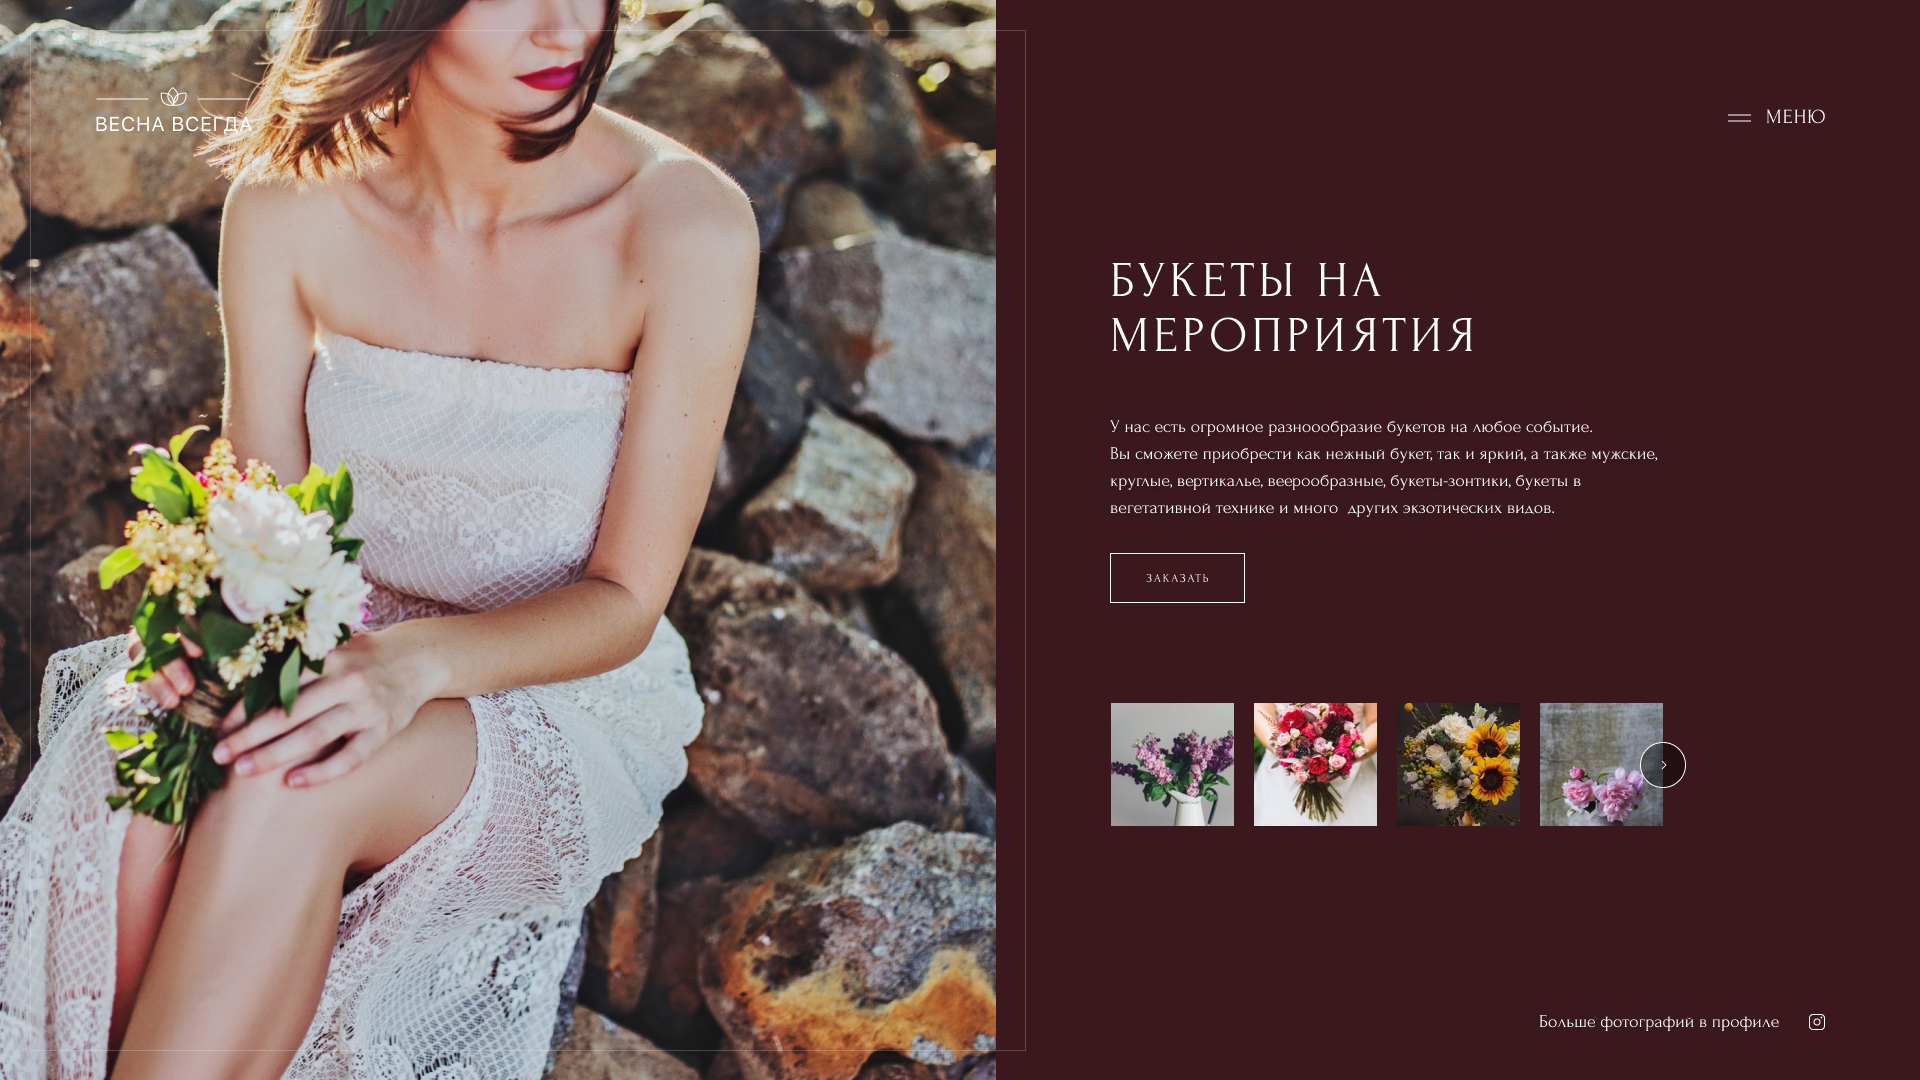 ВЕСНА ВСЕГДА
МЕНЮ
БУКЕТЫ НА
МЕРОПРИЯТИЯ
У нас есть огромное разноообразие букетов на любое событие.
Вы сможете приобрести как нежный букет, так и яркий, а также мужские,
круглые, вертикалье, веерообразные, букеты-зонтики, букеты в
вегетативной технике и много  других экзотических видов.
ЗАКАЗАТЬ
Больше фотографий в профиле